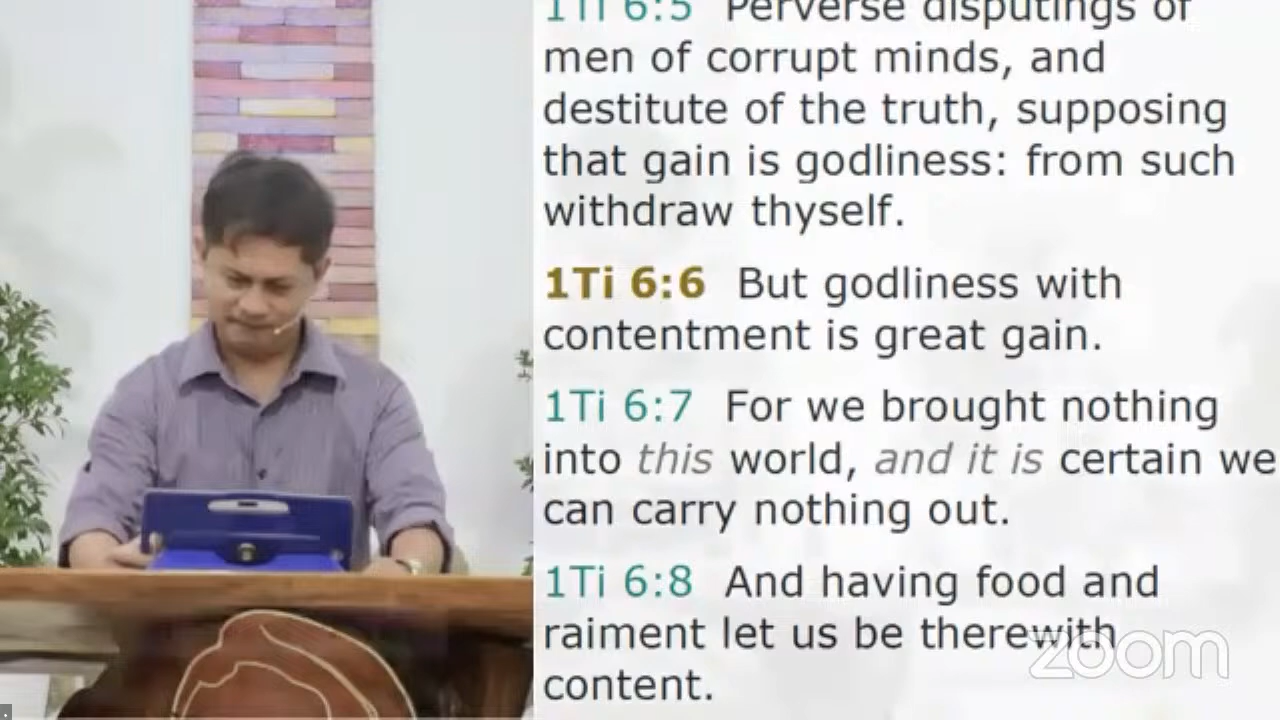 1Ti 6:5 Perverse disputings of
men of corrupt minds, and
destitute of the truth, supposing
that gain is godliness: from such
withdraw thyself.
1Ti 6:6 But godliness with
contentment is great gain.
1Ti 6:7 For we brought nothing
into this world, and it is certain we
can carry nothing out.
1Ti 6:8 And having food and
raiment let us be therewith
content.
zoom